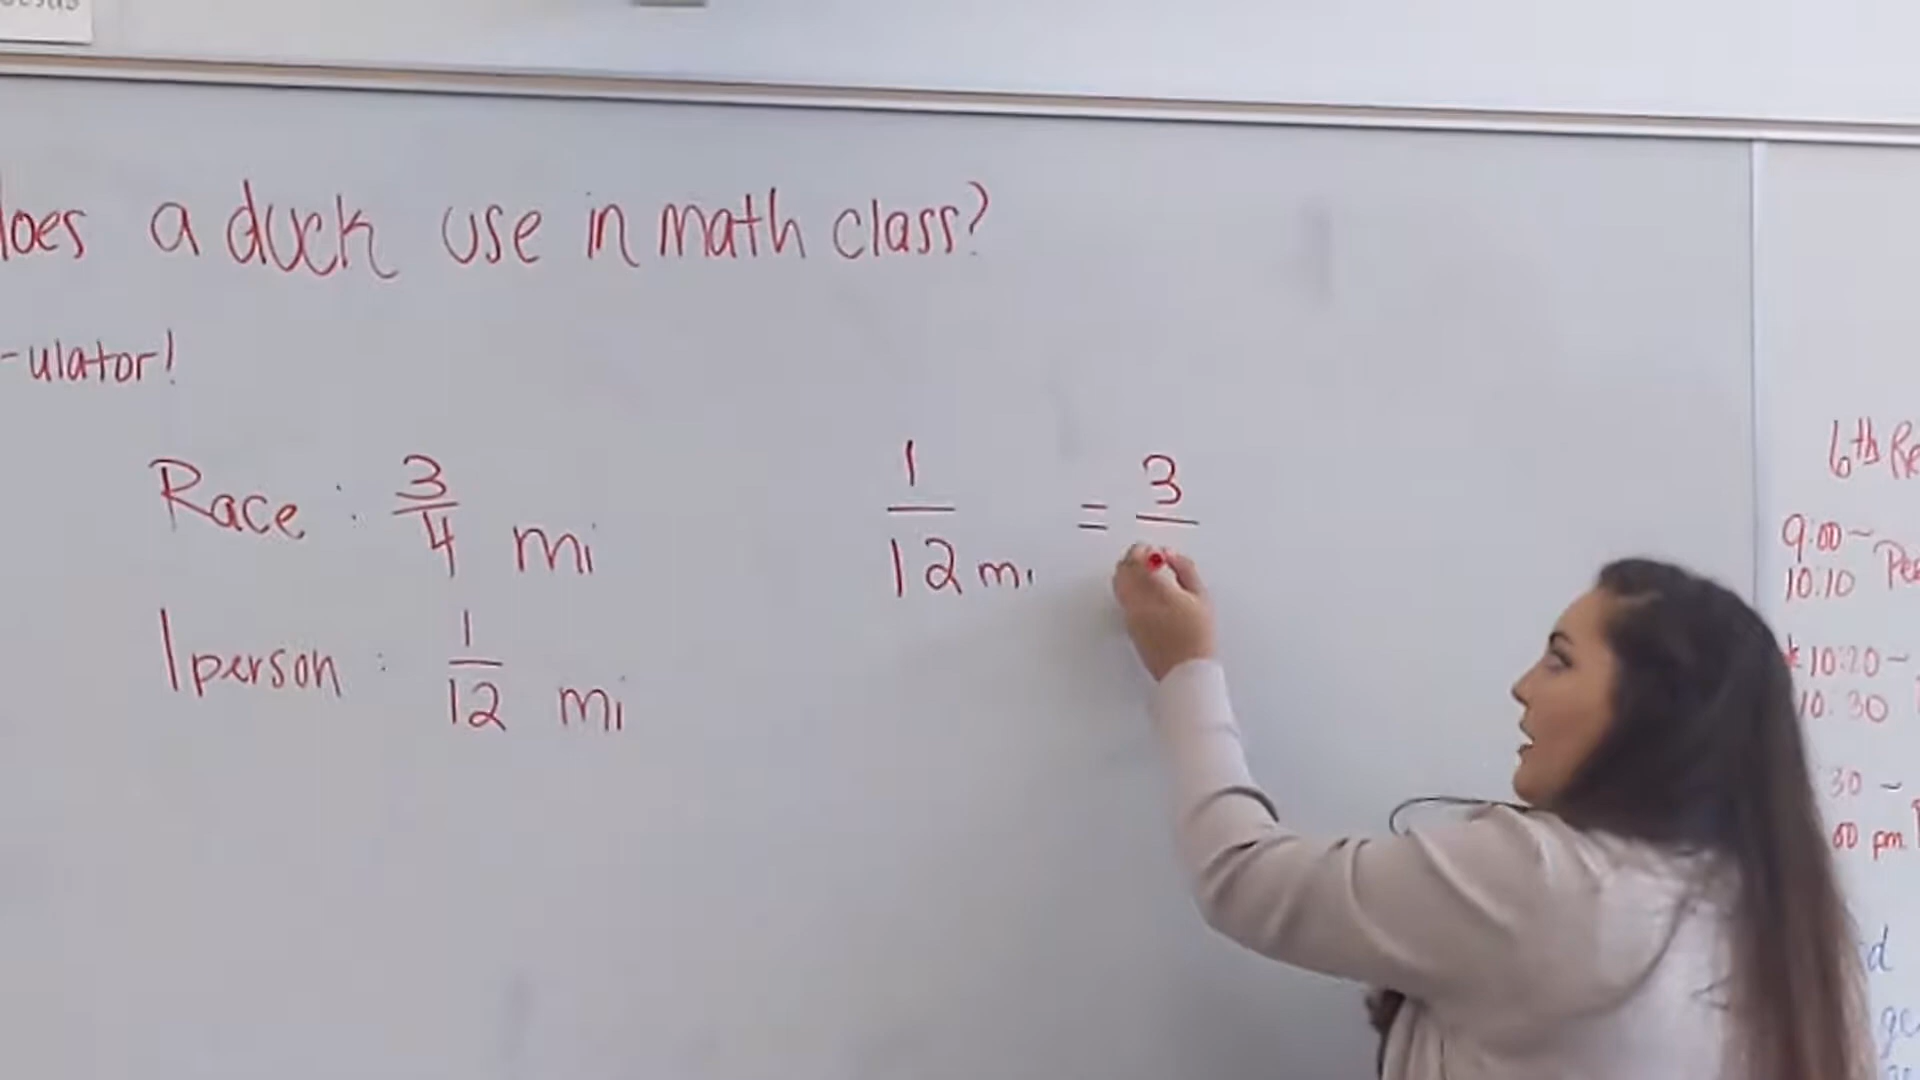 does a duck use in math class?
-ulator!
Race : 3/4 mi
1 person : 1/12 mi
1/12 mi = 3
6th
9:00~
10:10
10:20~
10:30
30 ~
00 pm